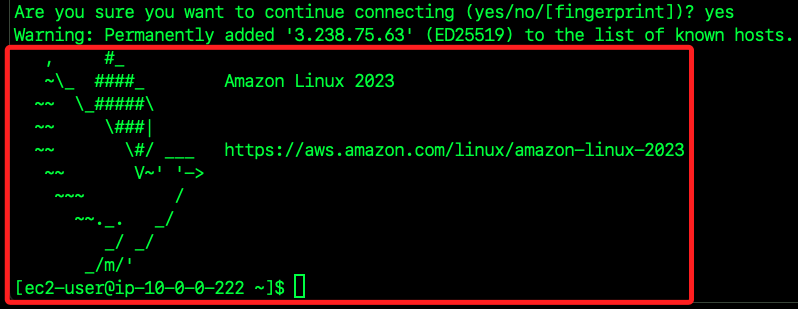 Are you sure you want to continue connecting (yes/no/[fingerprint])? yes
Warning: Permanently added '3.238.75.63' (ED25519) to the list of known hosts.
   ,     #_
   ~\_  ####_        Amazon Linux 2023
  ~~  \_#####\
  ~~     \###|
  ~~       \#/ ___   https://aws.amazon.com/linux/amazon-linux-2023
   ~~       V~' '->
    ~~~         /
      ~~._.   _/
         _/ _/
       _/m/'
[ec2-user@ip-10-0-0-222 ~]$